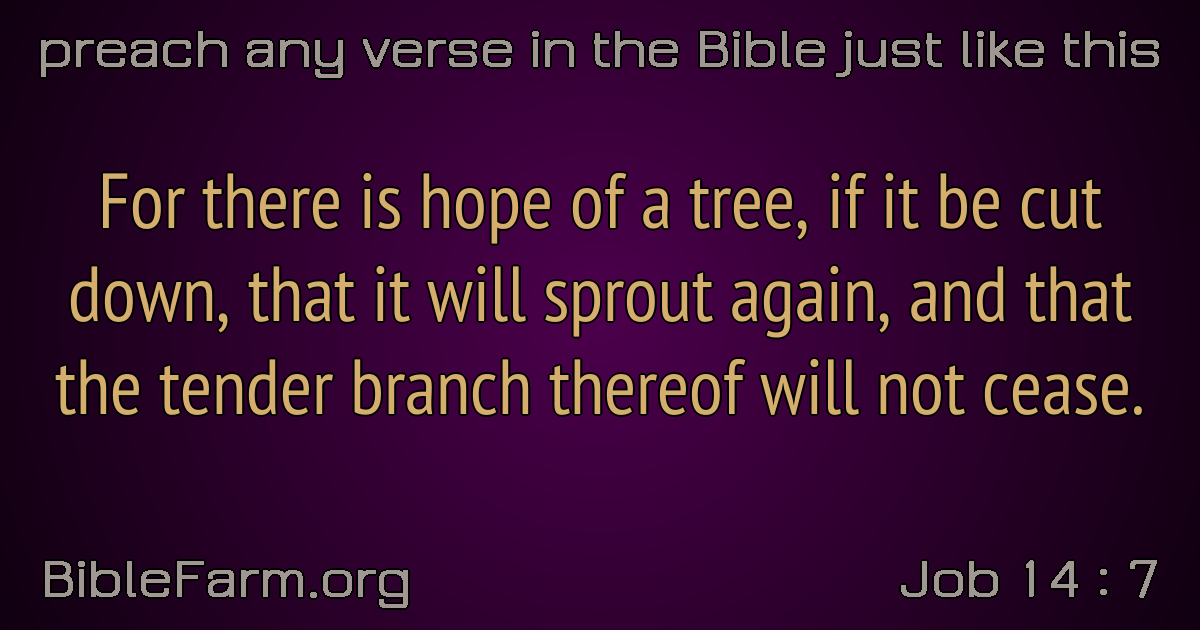 preach any verse in the Bible just like this
For there is hope of a tree, if it be cut
down, that it will sprout again, and that
the tender branch thereof will not cease.
BibleFarm.org
Job 14 : 7